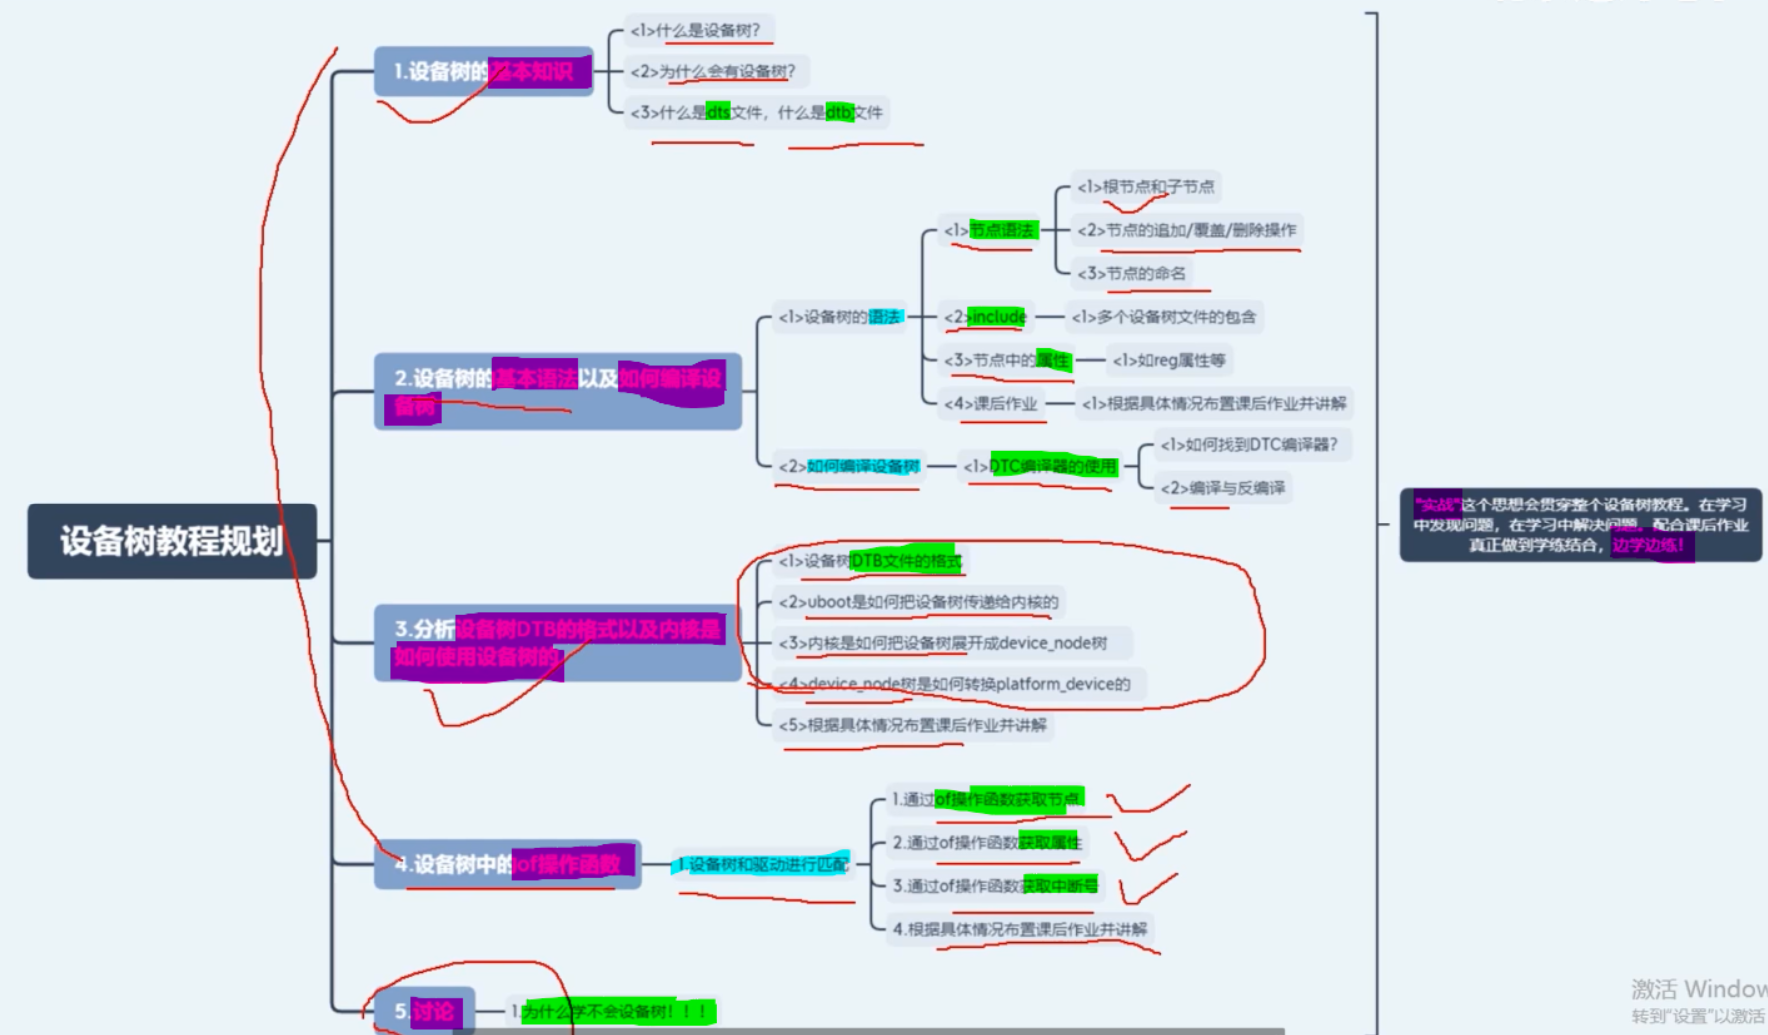 1.设备树的基本知识
<1>什么是设备树?
<2>为什么会有设备树?
<3>什么是dts文件，什么是dtb文件
2.设备树的基本语法以及如何编译设
备树
<1>设备树的语法
<1>节点语法
<1>根节点和子节点
<2>节点的追加/覆盖/删除操作
<3>节点的命名
<2>include
<1>多个设备树文件的包含
<3>节点中的属性
<1>如reg属性等
<4>课后作业
<1>根据具体情况布置课后作业并讲解
<2>如何编译设备树
<1>DTC编译器的使用
<1>如何找到DTC编译器?
<2>编译与反编译
设备树教程规划
3.分析设备树DTB的格式以及内核是
如何使用设备树的
<1>设备树DTB文件的格式
<2>uboot是如何把设备树传递给内核的
<3>内核是如何把设备树展开成device_node树
<4>device_node树是如何转换platform_device的
<5>根据具体情况布置课后作业并讲解
4.设备树中的of操作函数
1.设备树和驱动进行匹配
1.通过of操作函数获取节点
2.通过of操作函数获取属性
3.通过of操作函数获取中断号
4.根据具体情况布置课后作业并讲解
5.讨论
1.为什么学不会设备树！！！
"实战"这个思想会贯穿整个设备树教程。在学习
中发现问题，在学习中解决问题。配合课后作业
真正做到学练结合，边学边练!
激活 Window
转到"设置"以激活